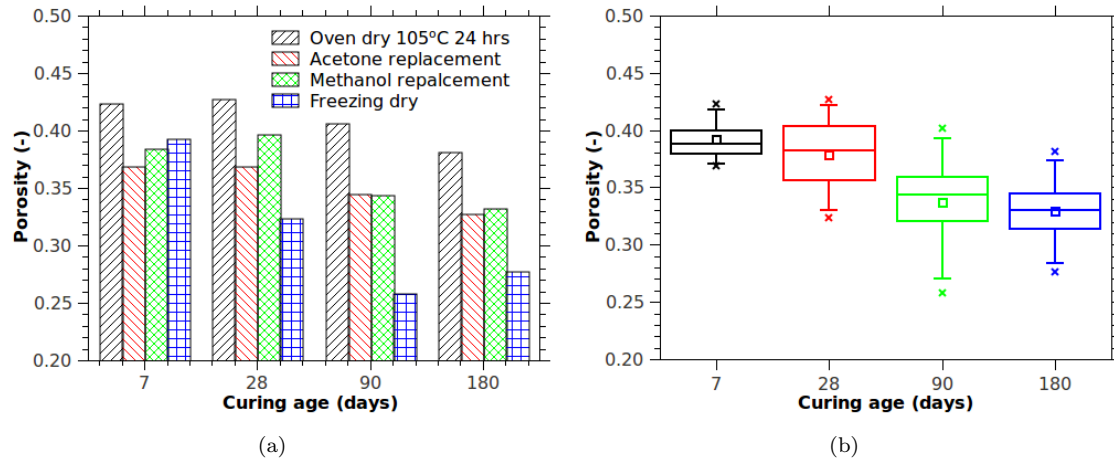 0.50
0.45
0.40
0.35
0.30
0.25
0.20
Porosity (-)
Oven dry 105°C 24 hrs
Acetone replacement
Methanol repalcement
Freezing dry
7 28 90 180
Curing age (days)
(a)
0.50
0.45
0.40
0.35
0.30
0.25
0.20
Porosity (-)
7 28 90 180
Curing age (days)
(b)